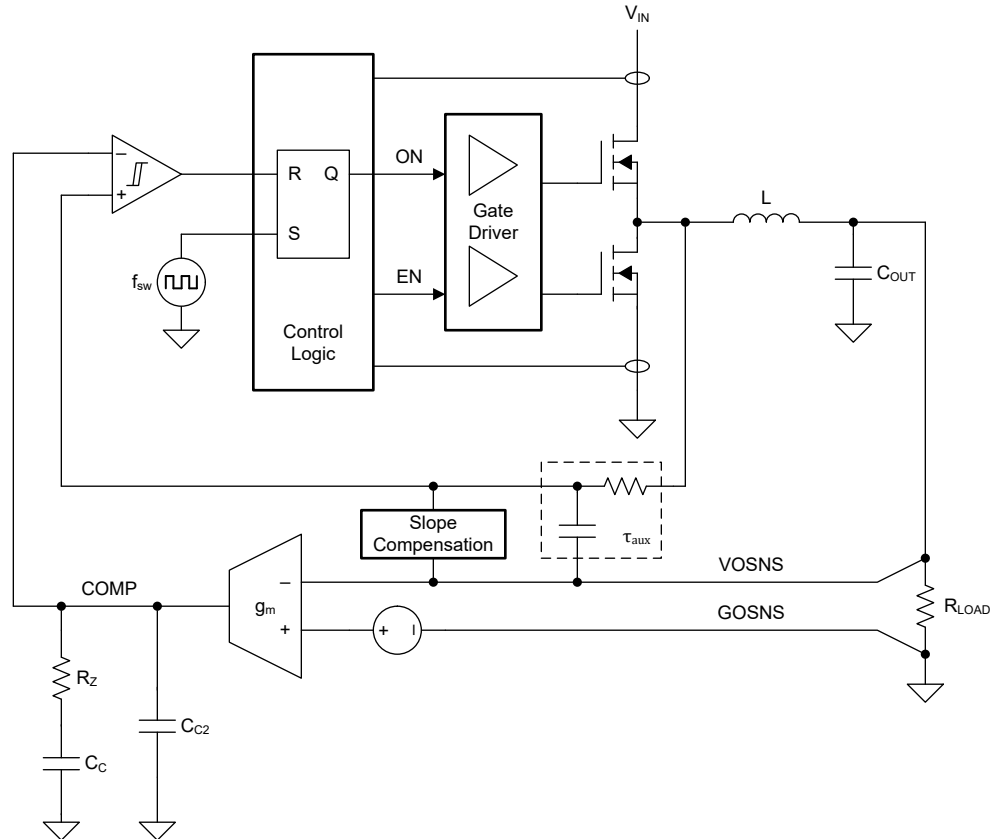 V_IN
−
+
R Q
S
ON
EN
Gate
Driver
f_sw
Control
Logic
L
C_OUT
Slope
Compensation
τ_aux
VOSNS
GOSNS
R_LOAD
COMP
g_m
−
+
+ −
R_Z
C_C2
C_C